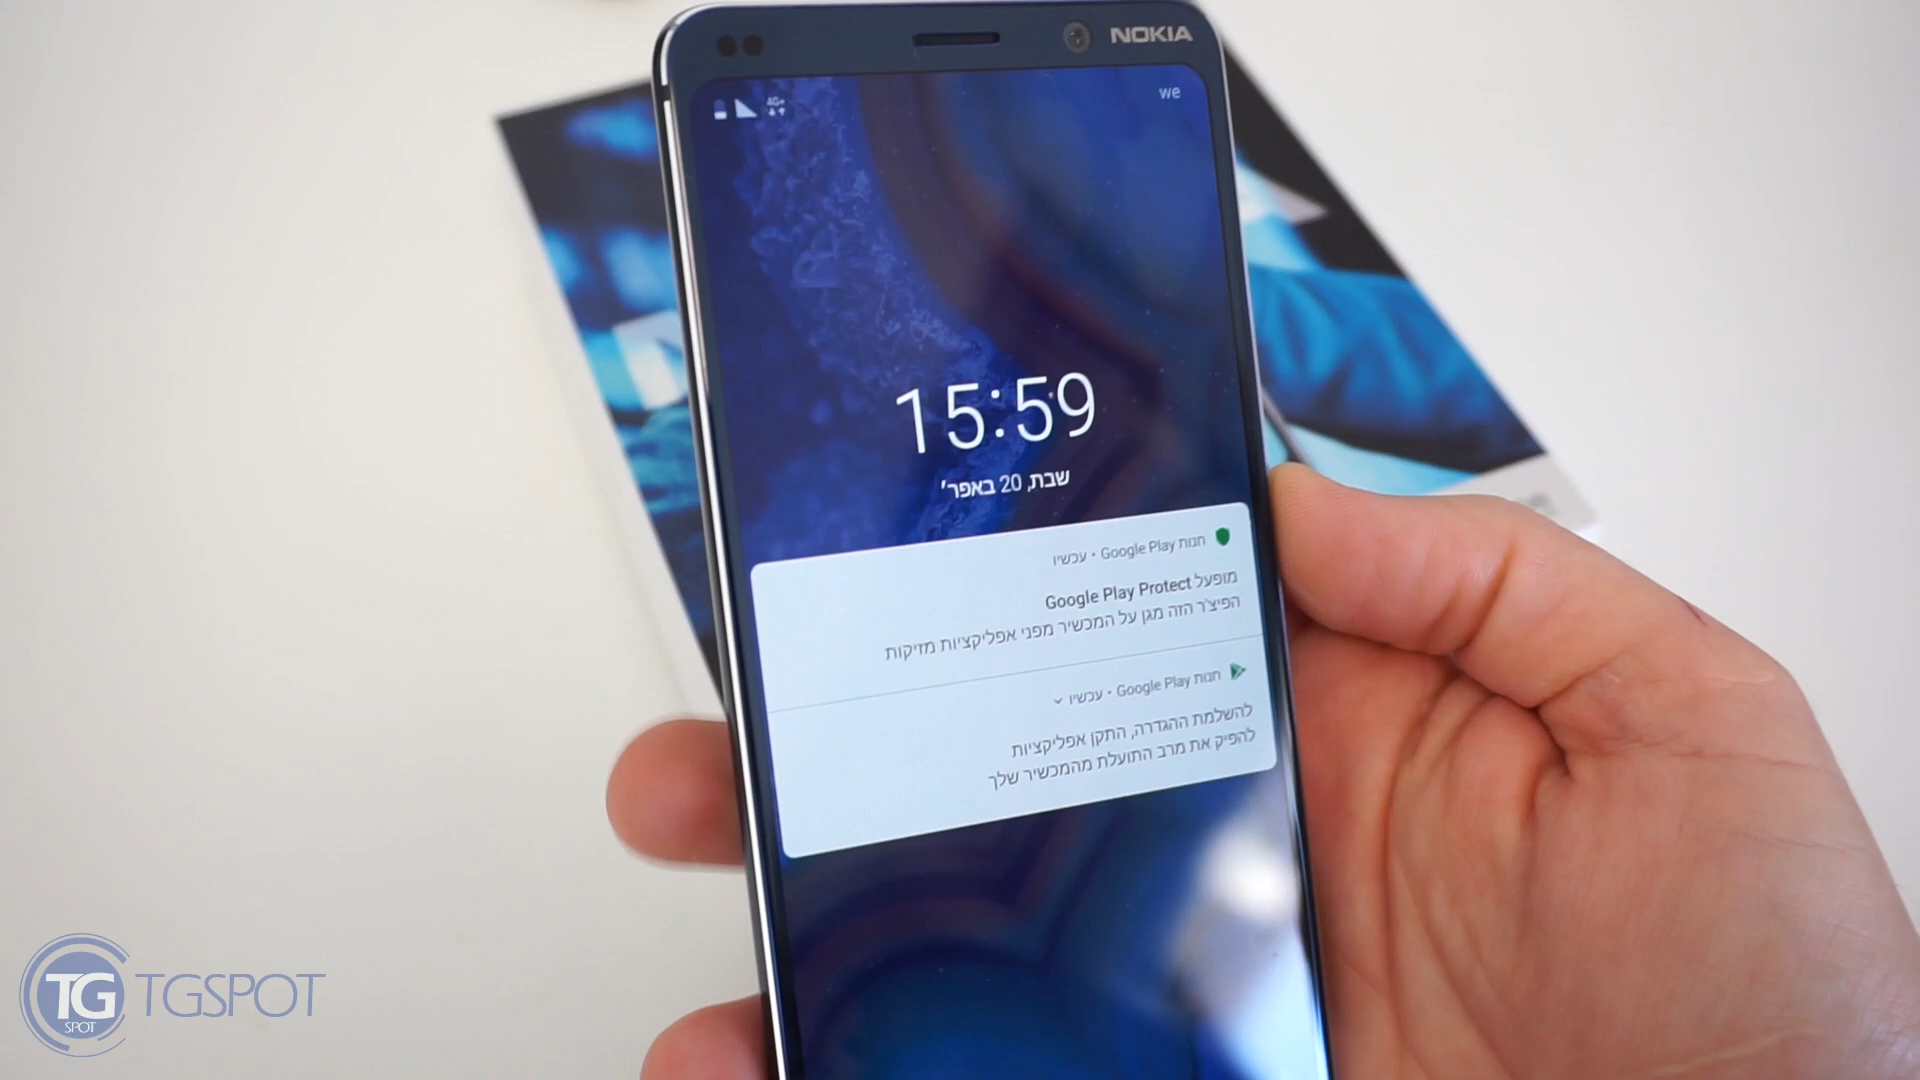 NOKIA
we
4G+
15:59
שבת, 20 באפר׳
חנות Google Play • עכשיו
מופעל Google Play Protect
הפיצ'ר הזה מגן על המכשיר מפני אפליקציות מזיקות
חנות Google Play • עכשיו
להשלמת ההגדרה, התקן אפליקציות
להפיק את מרב התועלת מהמכשיר שלך
TG
SPOT
TGSPOT